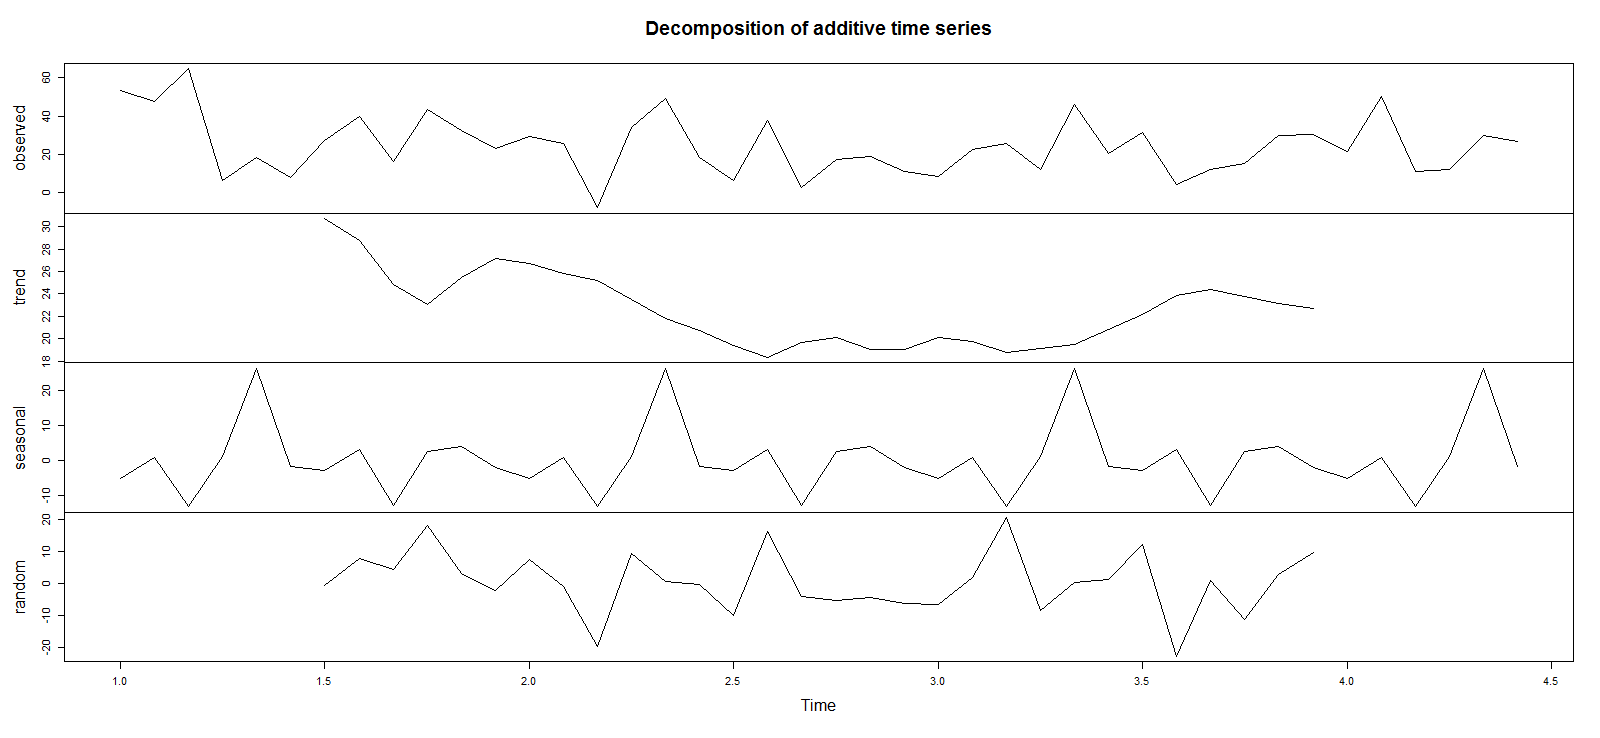 Decomposition of additive time series
observed
0 20 40 60
trend
18 20 22 24 26 28 30
seasonal
-10 0 10 20
random
-20 -10 0 10 20
1.0 1.5 2.0 2.5 3.0 3.5 4.0 4.5
Time